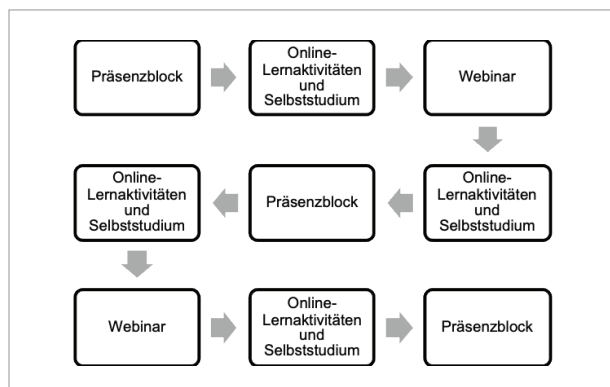 Präsenzblock
Online-
Lernaktivitäten
und
Selbststudium
Webinar
Online-
Lernaktivitäten
und
Selbststudium
Präsenzblock
Online-
Lernaktivitäten
und
Selbststudium
Webinar
Online-
Lernaktivitäten
und
Selbststudium
Präsenzblock